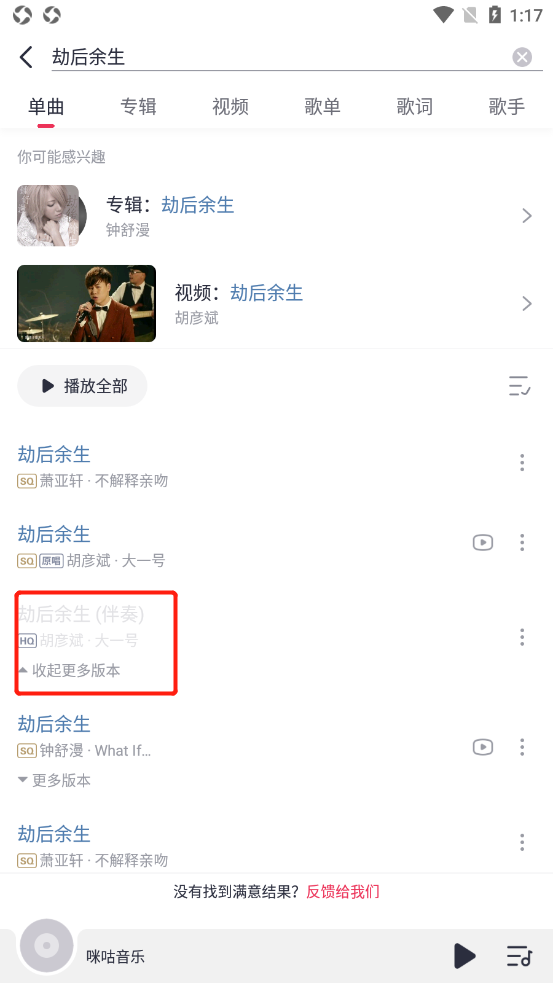 1:17
劫后余生
单曲 专辑 视频 歌单 歌词 歌手
你可能感兴趣
专辑：劫后余生
钟舒漫
视频：劫后余生
胡彦斌
播放全部
劫后余生
SQ 萧亚轩 · 不解释亲吻
劫后余生
SQ 原唱 胡彦斌 · 大一号
劫后余生 (伴奏)
HQ 胡彦斌 · 大一号
收起更多版本
劫后余生
SQ 钟舒漫 · What If...
更多版本
劫后余生
SQ 萧亚轩 · 不解释亲吻
没有找到满意结果？反馈给我们
咪咕音乐